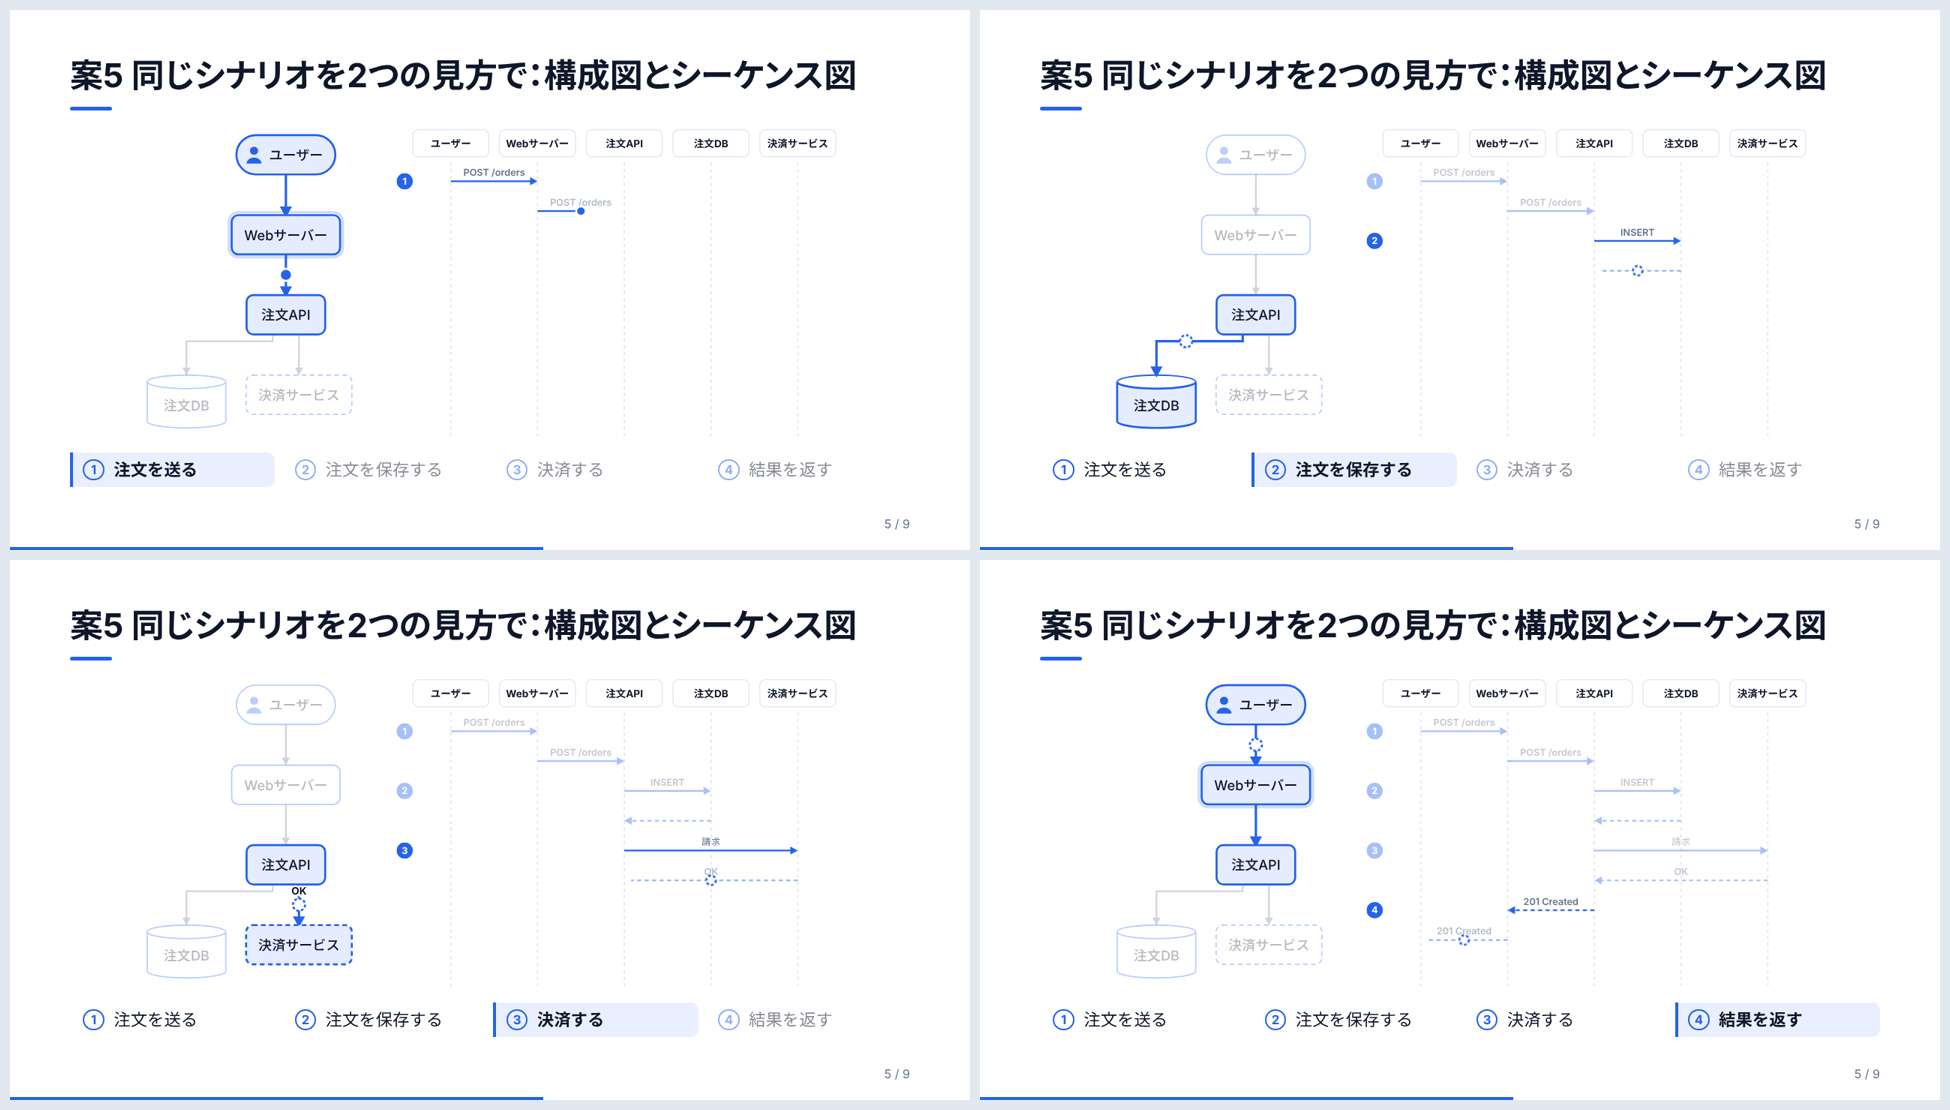 案5 同じシナリオを2つの見方で：構成図とシーケンス図
ユーザー
Webサーバー
注文API
注文DB
決済サービス
ユーザー Webサーバー 注文API 注文DB 決済サービス
1 POST /orders
POST /orders
1 注文を送る 2 注文を保存する 3 決済する 4 結果を返す
5 / 9
案5 同じシナリオを2つの見方で：構成図とシーケンス図
ユーザー
Webサーバー
注文API
注文DB
決済サービス
ユーザー Webサーバー 注文API 注文DB 決済サービス
1 POST /orders
POST /orders
2 INSERT
1 注文を送る 2 注文を保存する 3 決済する 4 結果を返す
5 / 9
案5 同じシナリオを2つの見方で：構成図とシーケンス図
ユーザー
Webサーバー
注文API
OK
注文DB
決済サービス
ユーザー Webサーバー 注文API 注文DB 決済サービス
1 POST /orders
POST /orders
2 INSERT
3 請求
OK
1 注文を送る 2 注文を保存する 3 決済する 4 結果を返す
5 / 9
案5 同じシナリオを2つの見方で：構成図とシーケンス図
ユーザー
Webサーバー
注文API
注文DB
決済サービス
ユーザー Webサーバー 注文API 注文DB 決済サービス
1 POST /orders
POST /orders
2 INSERT
3 請求
OK
4 201 Created
201 Created
1 注文を送る 2 注文を保存する 3 決済する 4 結果を返す
5 / 9